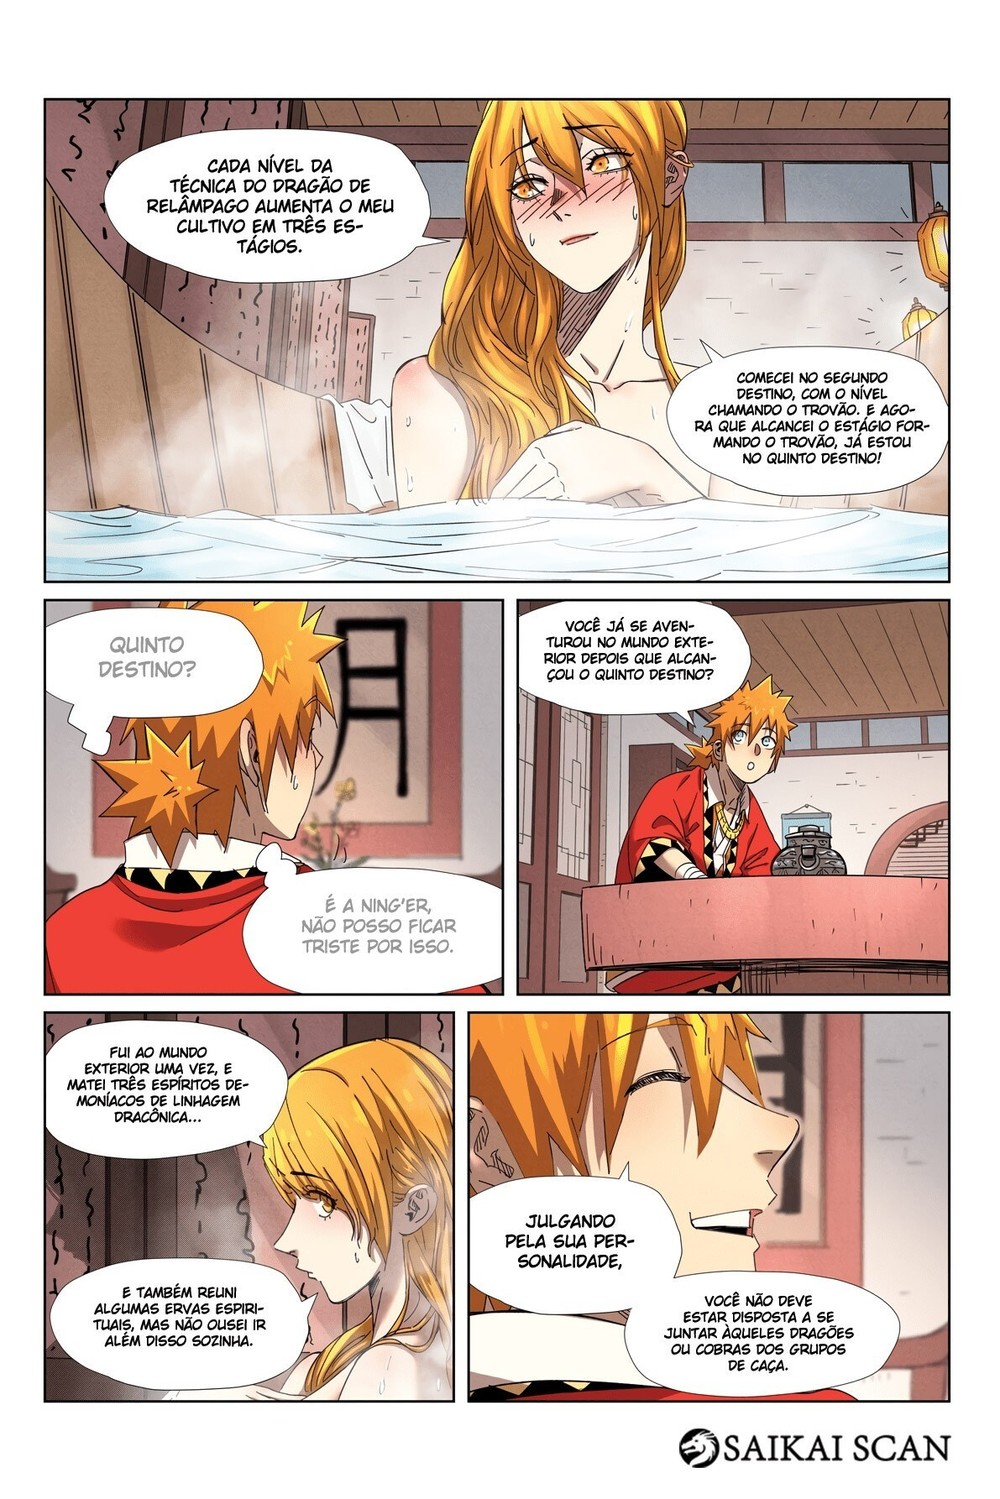 CADA NÍVEL DA
TÉCNICA DO DRAGÃO DE
RELÂMPAGO AUMENTA O MEU
CULTIVO EM TRÊS ES-
TÁGIOS.
COMECEI NO SEGUNDO
DESTINO, COM O NÍVEL
CHAMANDO O TROVÃO. E AGO-
RA QUE ALCANCEI O ESTÁGIO FOR-
MANDO O TROVÃO, JÁ ESTOU
NO QUINTO DESTINO!
QUINTO
DESTINO?
月
É A NING'ER,
NÃO POSSO FICAR
TRISTE POR ISSO.
VOCÊ JÁ SE AVEN-
TUROU NO MUNDO EXTE-
RIOR DEPOIS QUE ALCAN-
ÇOU O QUINTO DESTINO?
FUI AO MUNDO
EXTERIOR UMA VEZ, E
MATEI TRÊS ESPÍRITOS DE-
MONÍACOS DE LINHAGEM
DRACÔNICA...
E TAMBÉM REUNI
ALGUMAS ERVAS ESPIRI-
TUAIS, MAS NÃO OUSEI IR
ALÉM DISSO SOZINHA.
JULGANDO
PELA SUA PER-
SONALIDADE,
VOCÊ NÃO DEVE
ESTAR DISPOSTA A SE
JUNTAR ÀQUELES DRAGÕES
OU COBRAS DOS GRUPOS
DE CAÇA.
SAIKAI SCAN